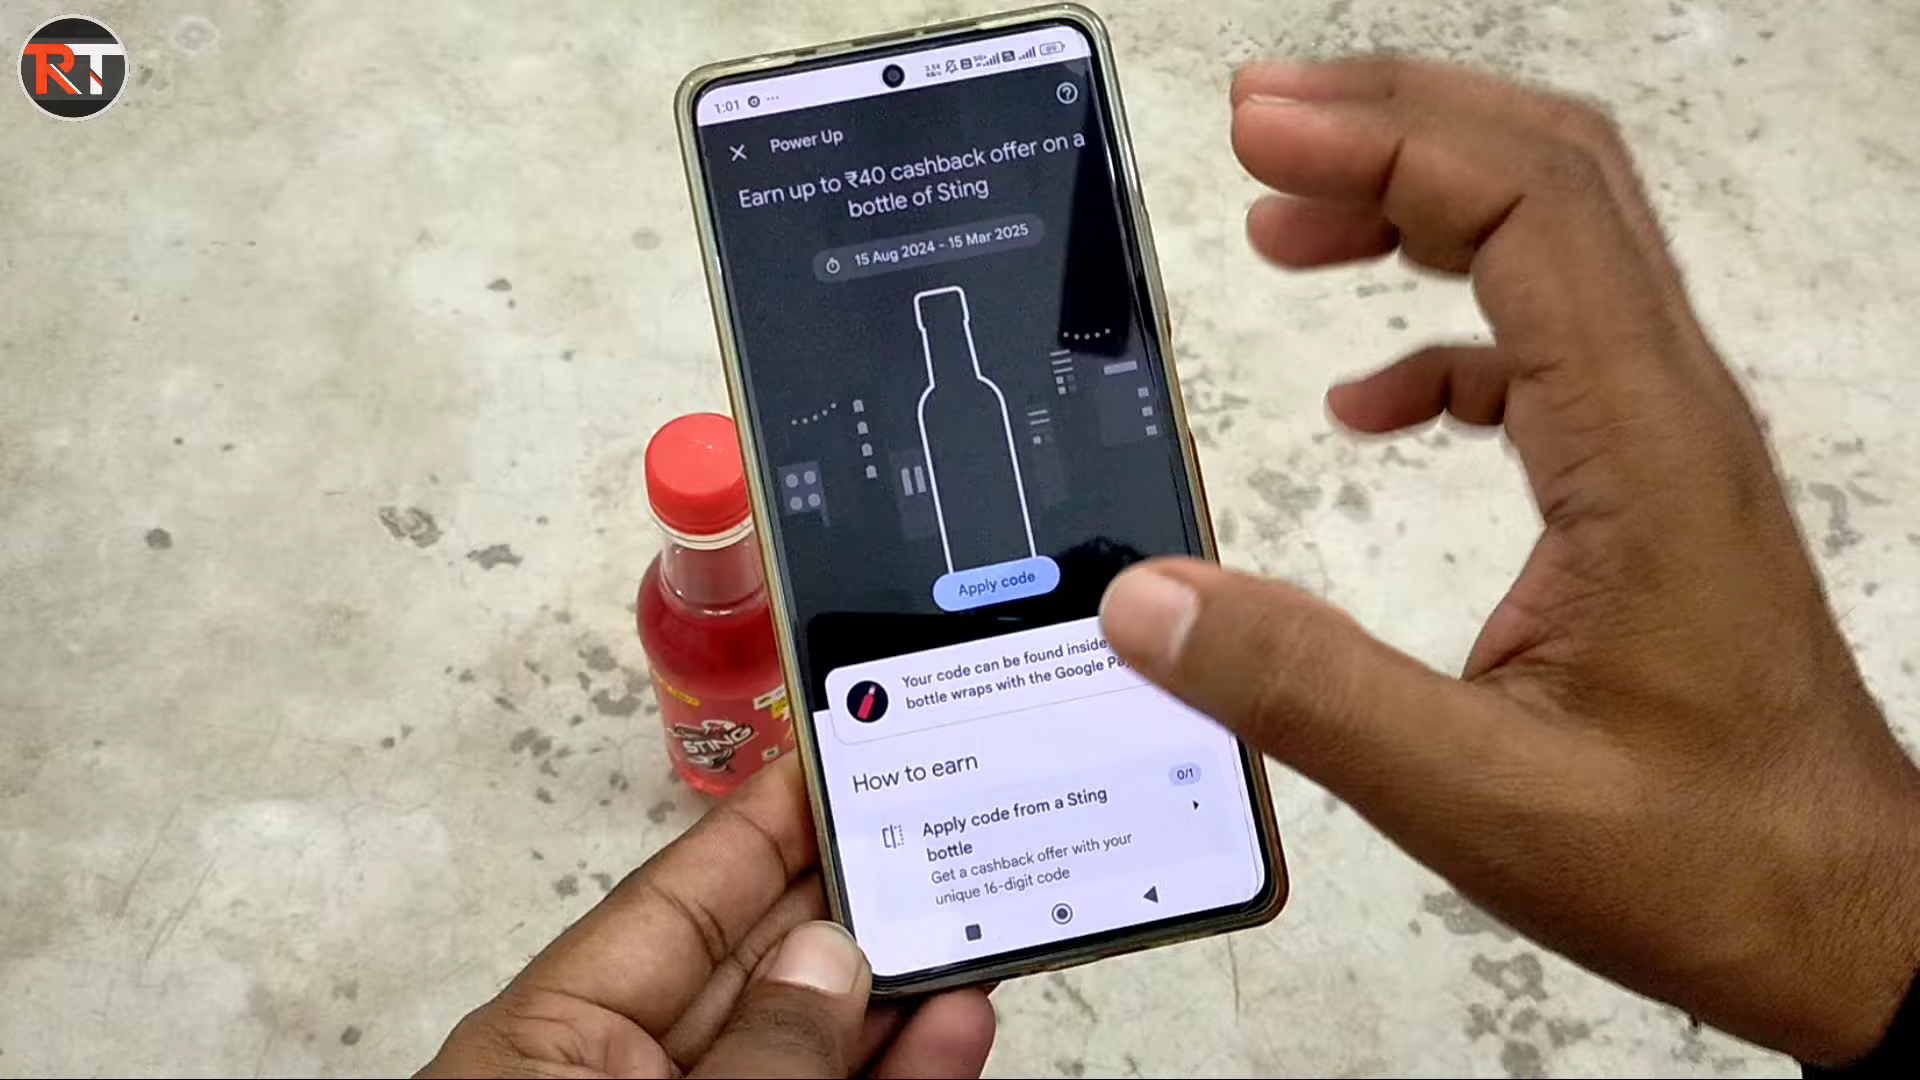 RT
1:01
Power Up
Earn up to ₹40 cashback offer on a
bottle of Sting
15 Aug 2024 - 15 Mar 2025
Apply code
Your code can be found inside
bottle wraps with the Google Pay
How to earn
0/1
Apply code from a Sting
bottle
Get a cashback offer with your
unique 16-digit code
STING